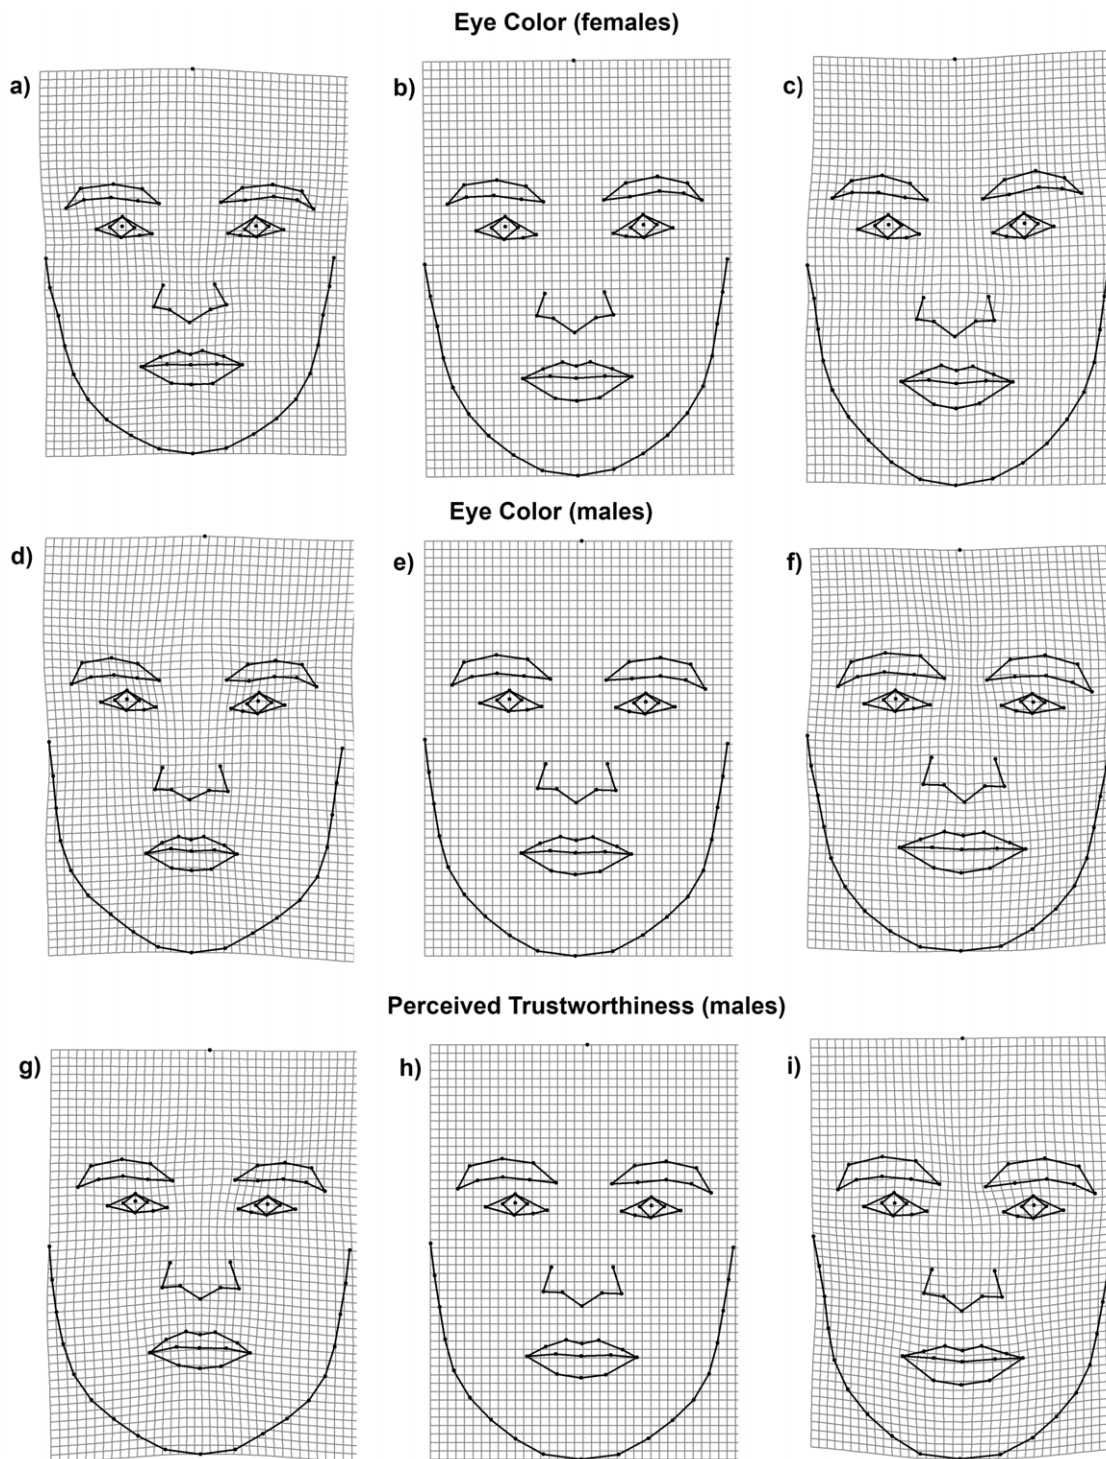 Eye Color (females)
a)
b)
c)
Eye Color (males)
d)
e)
f)
Perceived Trustworthiness (males)
g)
h)
i)